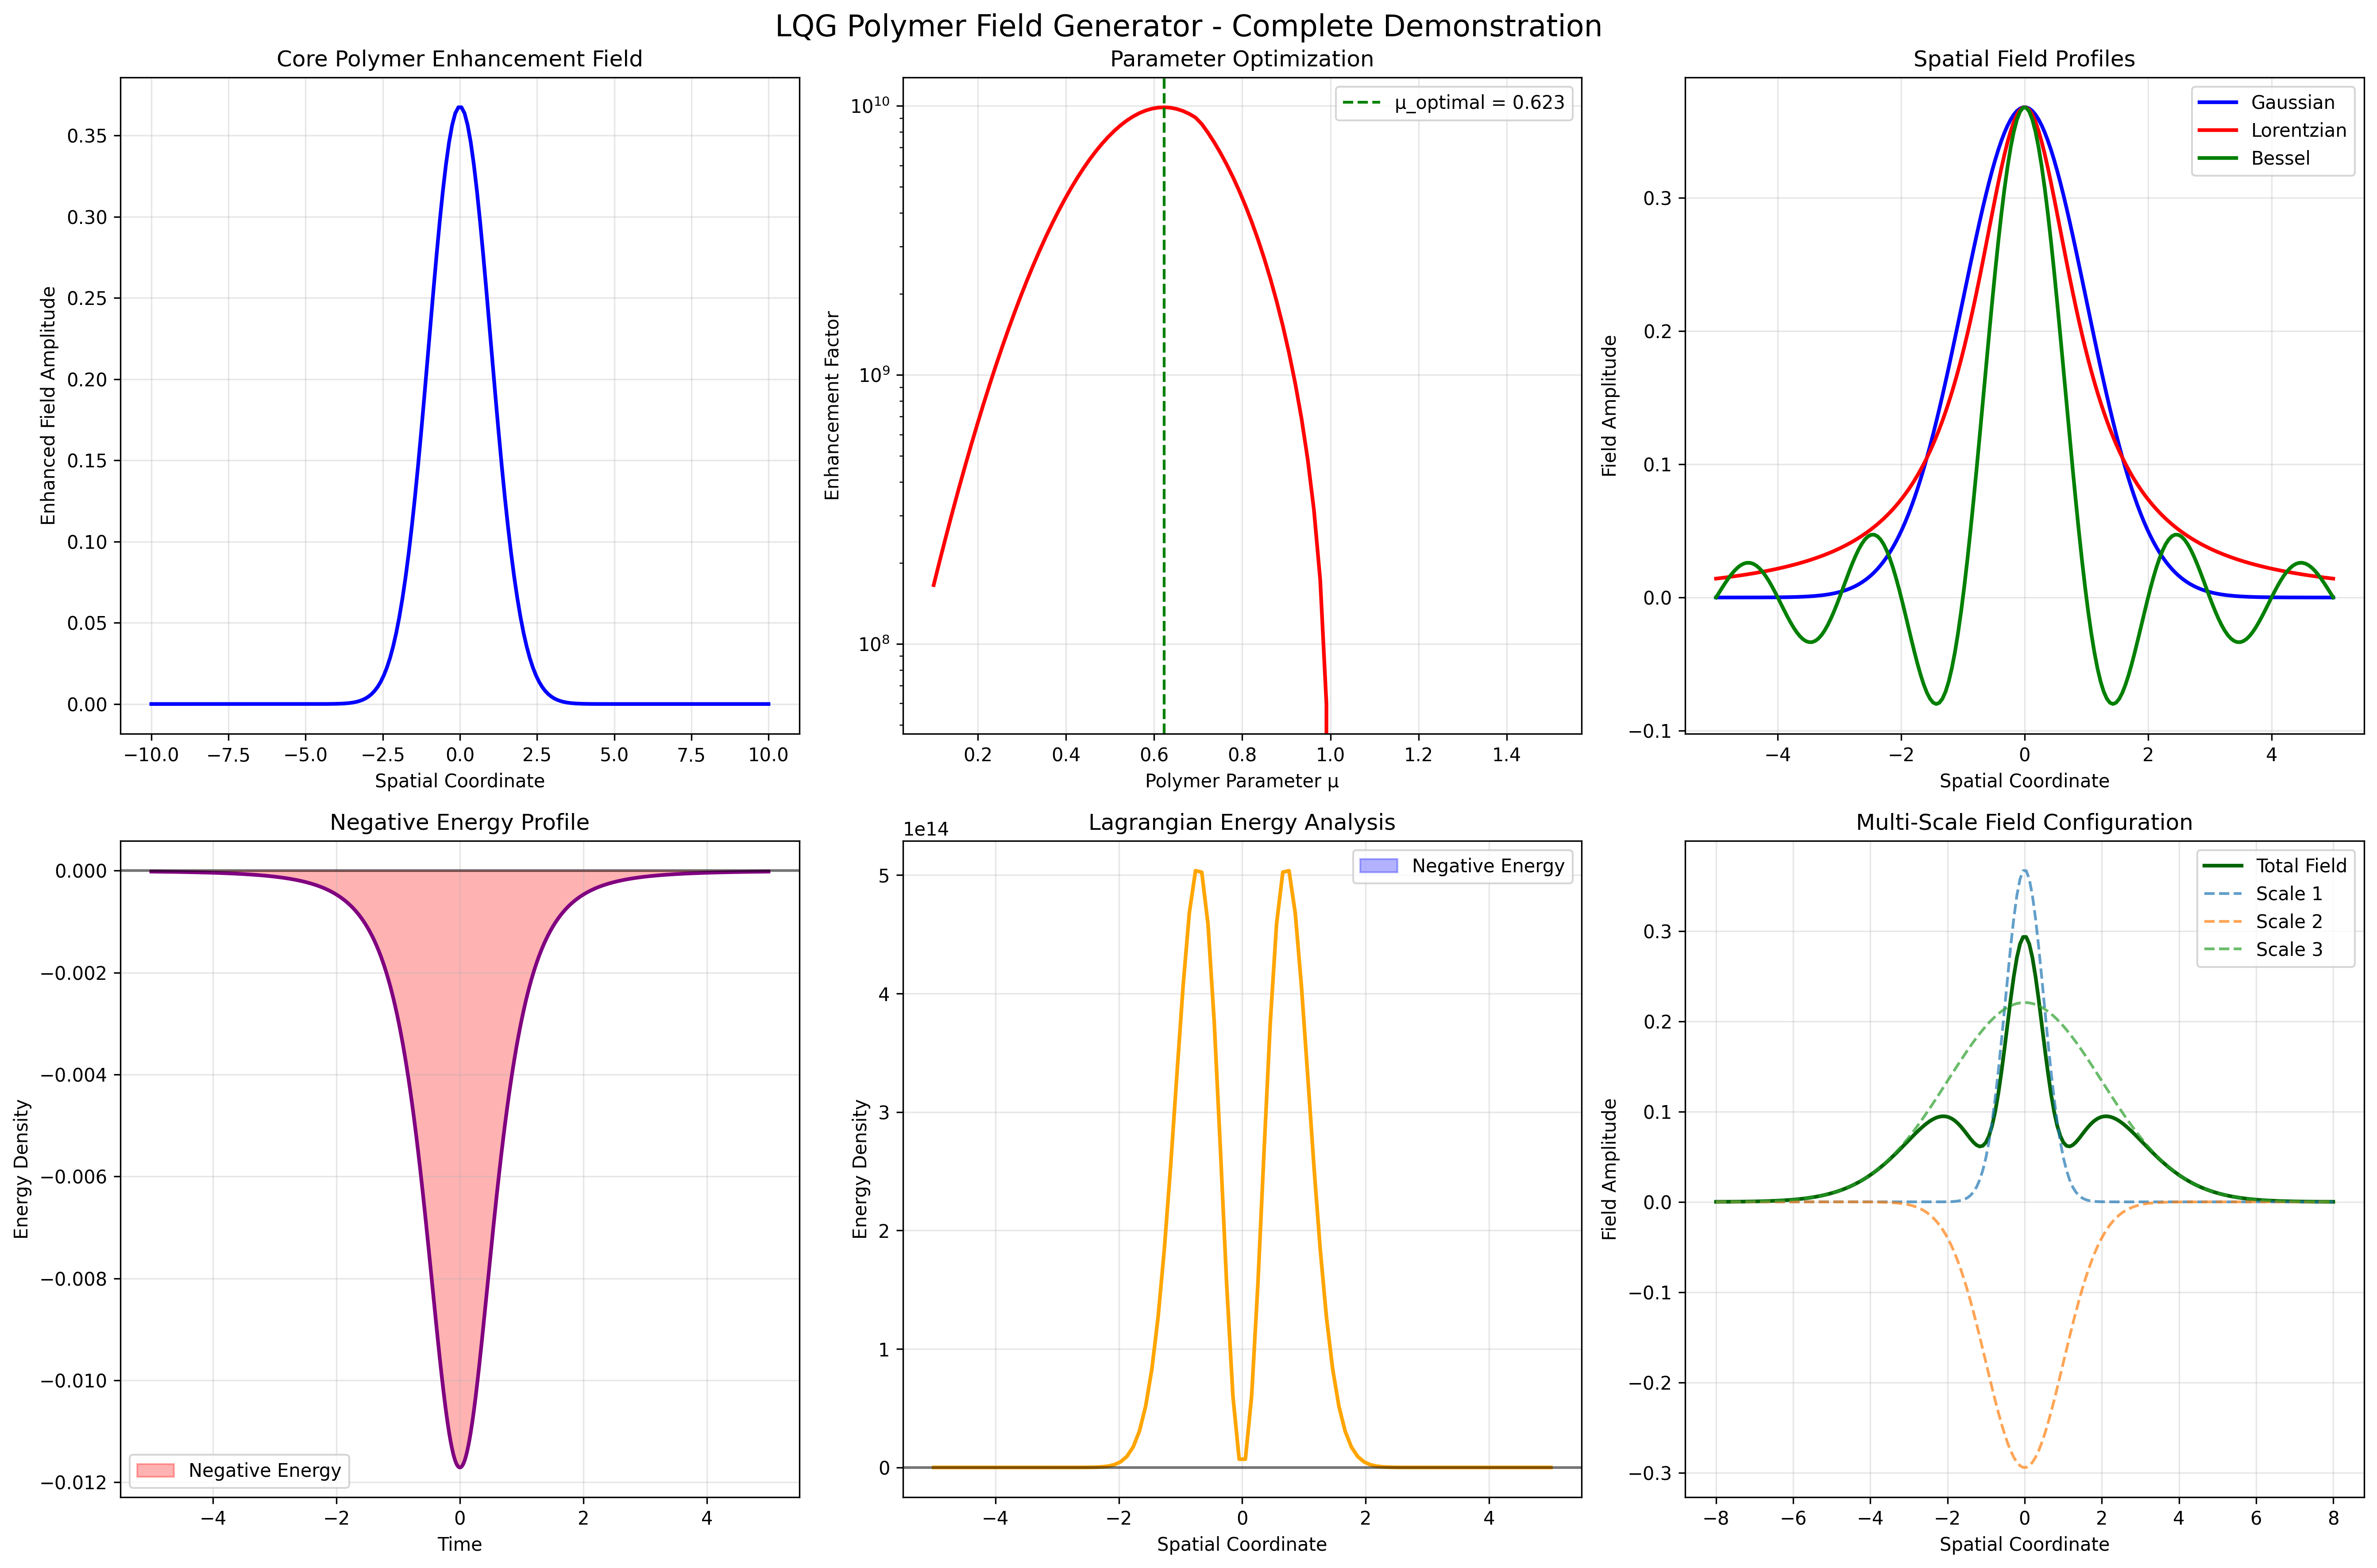 LQG Polymer Field Generator - Complete Demonstration
Core Polymer Enhancement Field
Enhanced Field Amplitude
0.35
0.30
0.25
0.20
0.15
0.10
0.05
0.00
−10.0 −7.5 −5.0 −2.5 0.0 2.5 5.0 7.5 10.0
Spatial Coordinate
Parameter Optimization
Enhancement Factor
10¹⁰
10⁹
10⁸
μ_optimal = 0.623
0.2 0.4 0.6 0.8 1.0 1.2 1.4
Polymer Parameter μ
Spatial Field Profiles
Field Amplitude
0.3
0.2
0.1
0.0
−0.1
Gaussian
Lorentzian
Bessel
−4 −2 0 2 4
Spatial Coordinate
Negative Energy Profile
Energy Density
0.000
−0.002
−0.004
−0.006
−0.008
−0.010
−0.012
Negative Energy
−4 −2 0 2 4
Time
Lagrangian Energy Analysis
1e14
Energy Density
5
4
3
2
1
0
Negative Energy
−4 −2 0 2 4
Spatial Coordinate
Multi-Scale Field Configuration
Field Amplitude
0.3
0.2
0.1
0.0
−0.1
−0.2
−0.3
Total Field
Scale 1
Scale 2
Scale 3
−8 −6 −4 −2 0 2 4 6 8
Spatial Coordinate